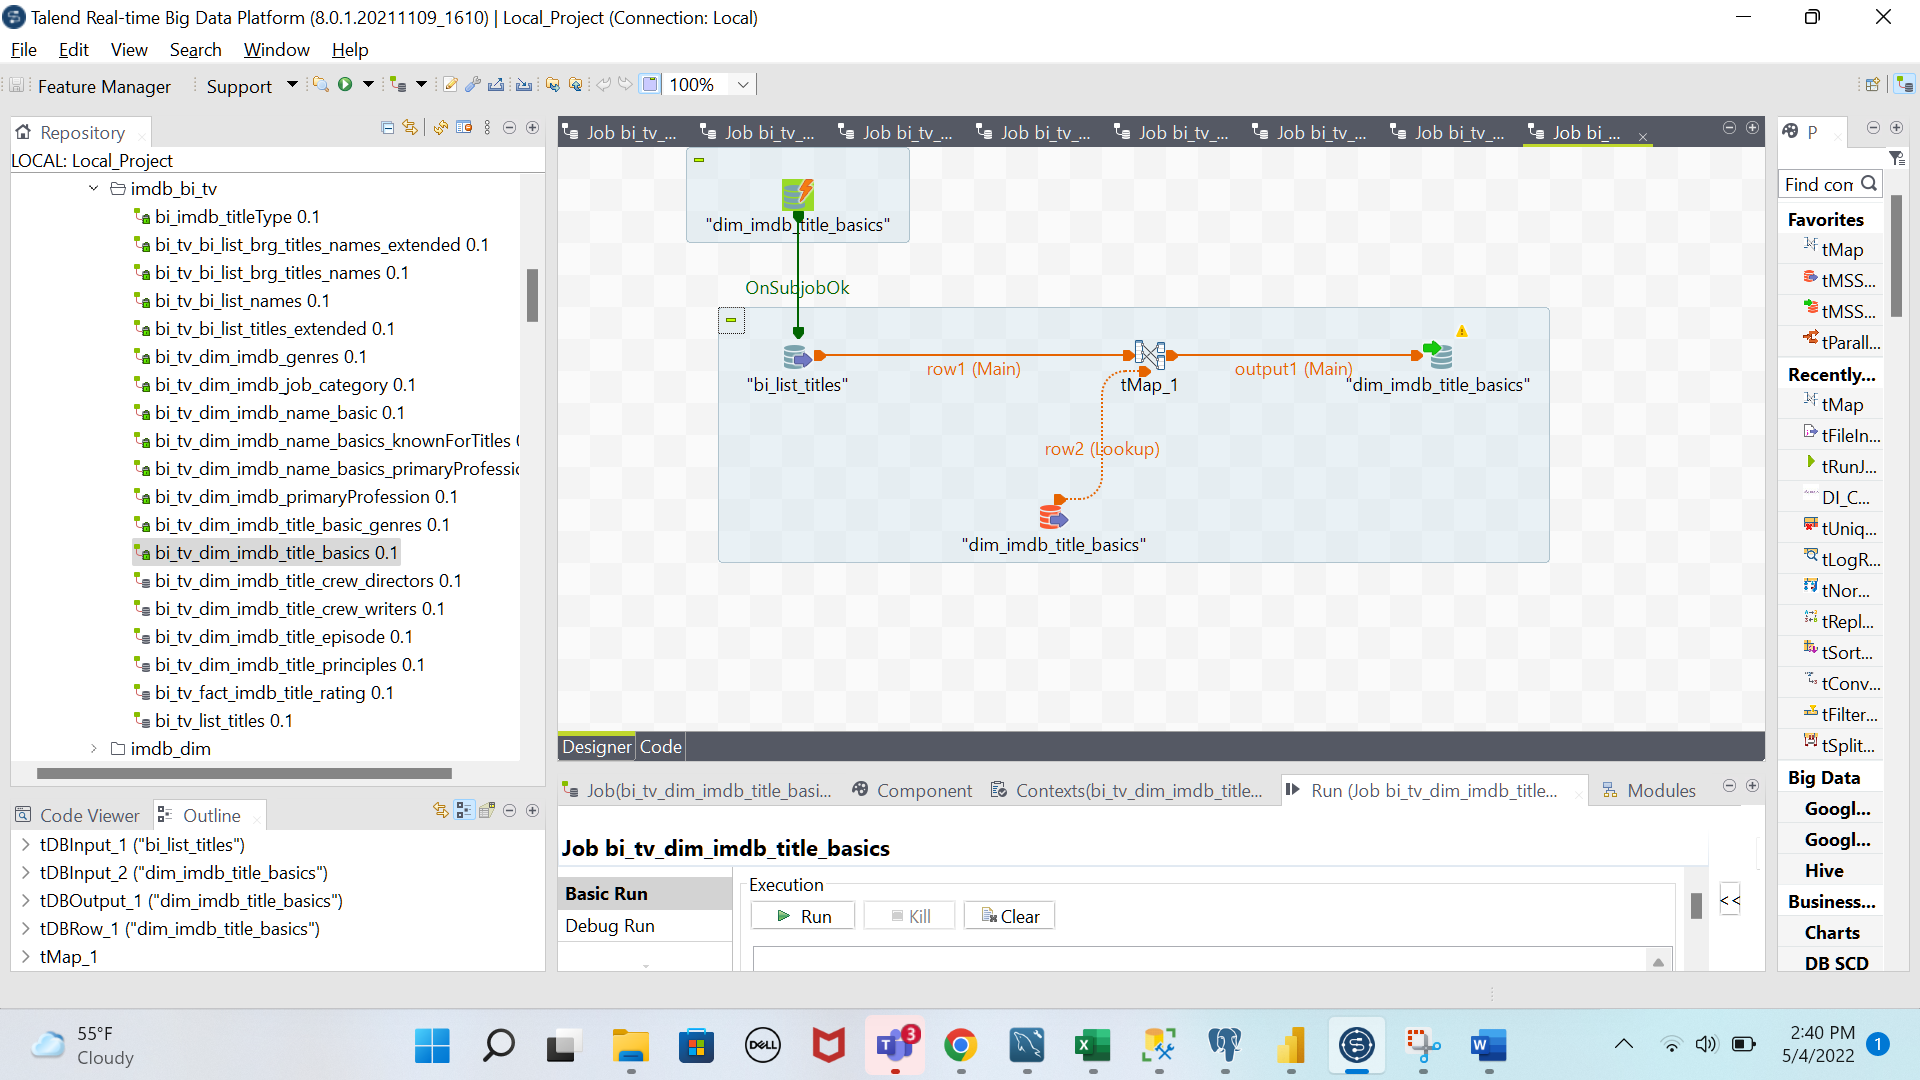 Talend Real-time Big Data Platform (8.0.1.20211109_1610) | Local_Project (Connection: Local)
File Edit View Search Window Help
Feature Manager Support 100%
Repository
LOCAL: Local_Project
imdb_bi_tv
bi_imdb_titleType 0.1
bi_tv_bi_list_brg_titles_names_extended 0.1
bi_tv_bi_list_brg_titles_names 0.1
bi_tv_bi_list_names 0.1
bi_tv_bi_list_titles_extended 0.1
bi_tv_dim_imdb_genres 0.1
bi_tv_dim_imdb_job_category 0.1
bi_tv_dim_imdb_name_basic 0.1
bi_tv_dim_imdb_name_basics_knownForTitles (
bi_tv_dim_imdb_name_basics_primaryProfessic
bi_tv_dim_imdb_primaryProfession 0.1
bi_tv_dim_imdb_title_basic_genres 0.1
bi_tv_dim_imdb_title_basics 0.1
bi_tv_dim_imdb_title_crew_directors 0.1
bi_tv_dim_imdb_title_crew_writers 0.1
bi_tv_dim_imdb_title_episode 0.1
bi_tv_dim_imdb_title_principles 0.1
bi_tv_fact_imdb_title_rating 0.1
bi_tv_list_titles 0.1
imdb_dim
Code Viewer Outline
tDBInput_1 ("bi_list_titles")
tDBInput_2 ("dim_imdb_title_basics")
tDBOutput_1 ("dim_imdb_title_basics")
tDBRow_1 ("dim_imdb_title_basics")
tMap_1
Job bi_tv_... Job bi_tv_... Job bi_tv_... Job bi_tv_... Job bi_tv_... Job bi_tv_... Job bi_tv_... Job bi_...
"dim_imdb_title_basics"
OnSubjobOk
row1 (Main) output1 (Main)
"bi_list_titles" tMap_1 "dim_imdb_title_basics"
row2 (Lookup)
"dim_imdb_title_basics"
Designer Code
Job(bi_tv_dim_imdb_title_basi... Component Contexts(bi_tv_dim_imdb_title... Run (Job bi_tv_dim_imdb_title... Modules
Job bi_tv_dim_imdb_title_basics
Basic Run
Debug Run
Execution
Run Kill Clear
<<
P
Find con
Favorites
tMap
tMSS...
tMSS...
tParall...
Recently...
tMap
tFileIn...
tRunJ...
DI_C...
tUniq...
tLogR...
tNor...
tRepl...
tSort...
tConv...
tFilter...
tSplit...
Big Data
Googl...
Googl...
Hive
Business...
Charts
DB SCD
55°F
Cloudy
DELL
T 3
2:40 PM
5/4/2022
1